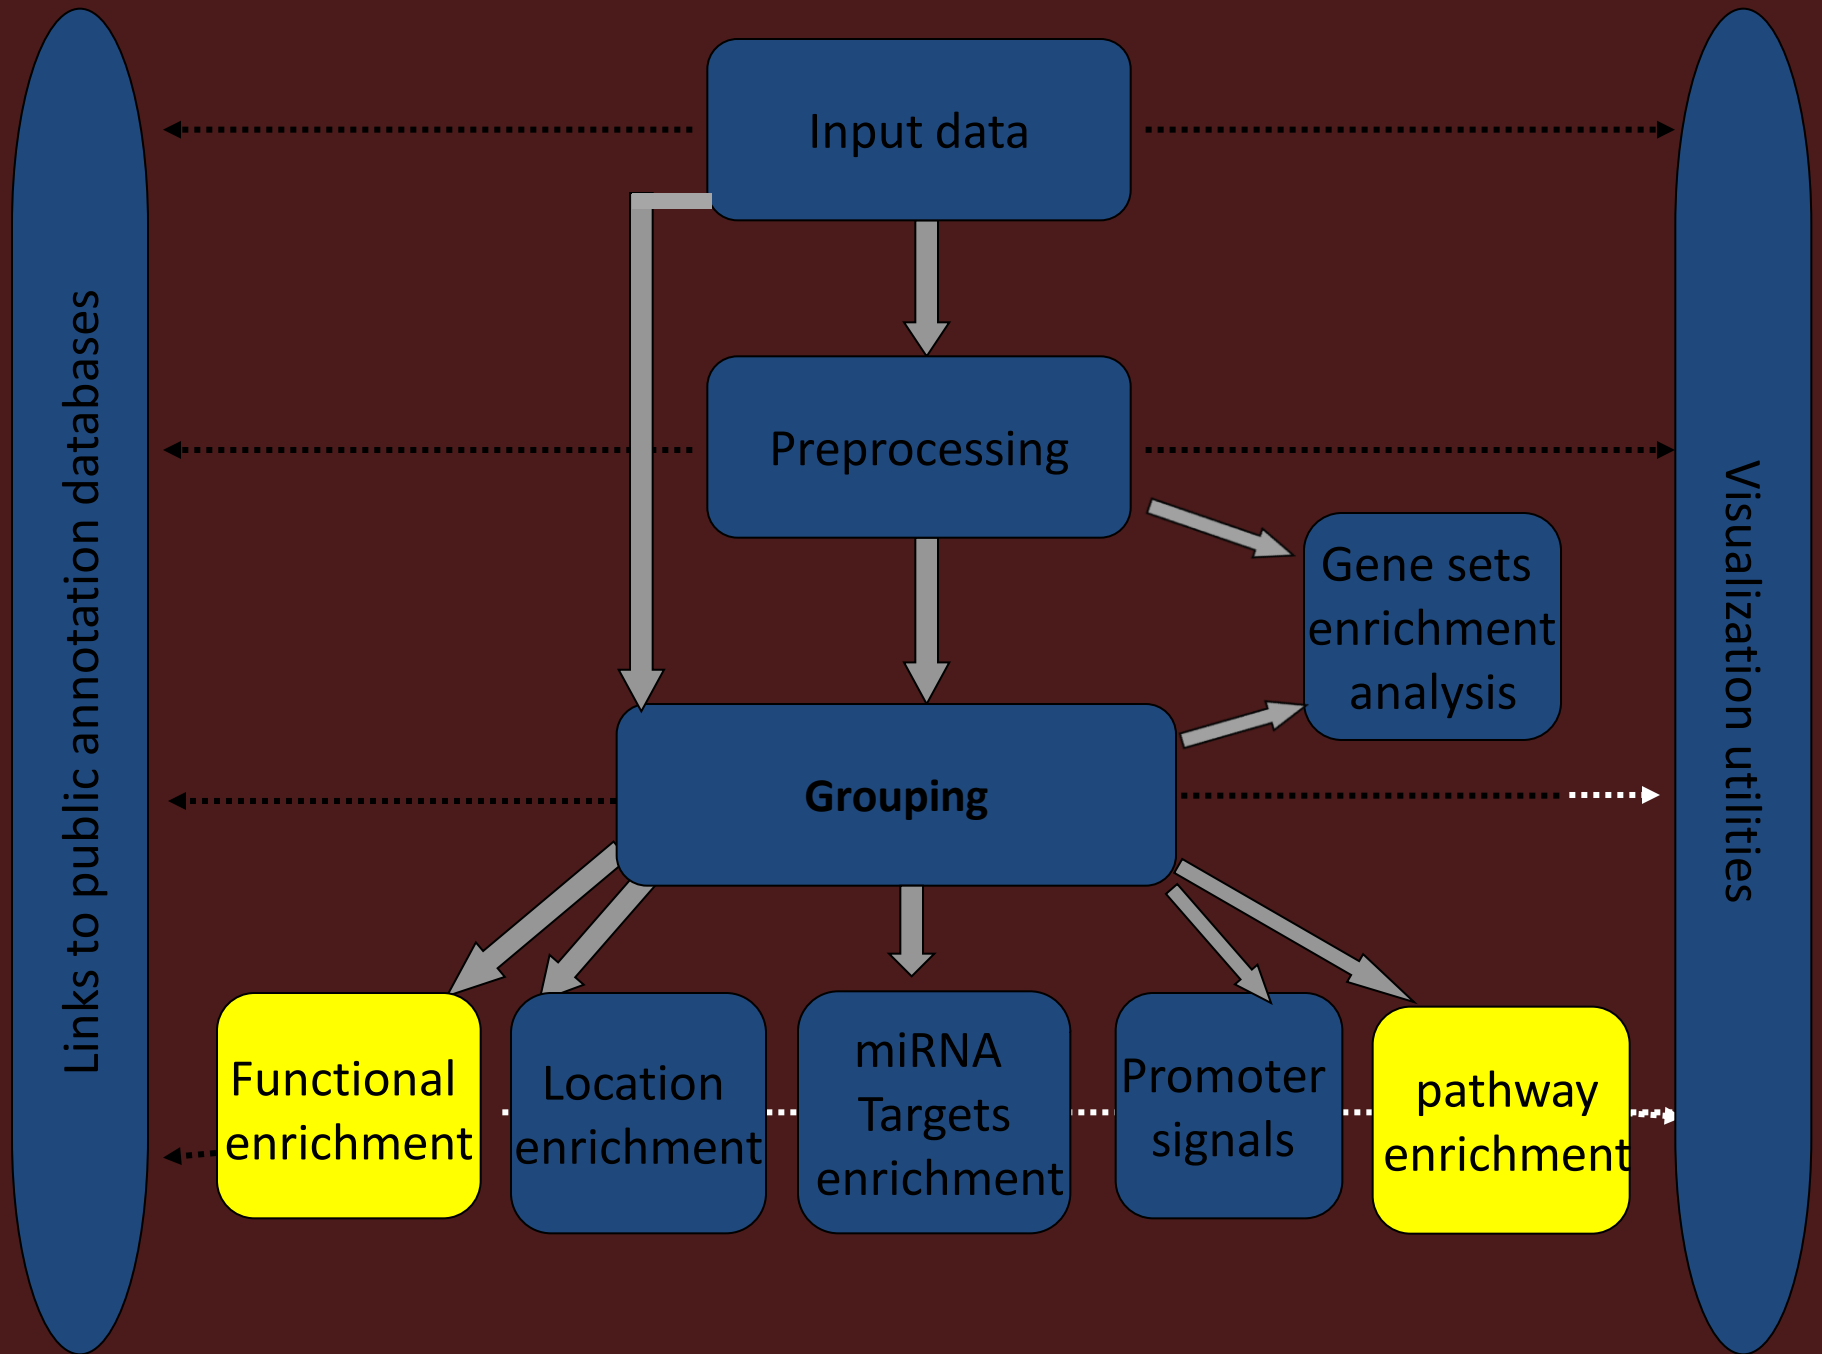 Input data
Links to public annotation databases
Preprocessing
Visualization utilities
Gene sets
enrichment
analysis
Grouping
Functional
enrichment
Location
enrichment
miRNA
Targets
enrichment
Promoter
signals
pathway
enrichment